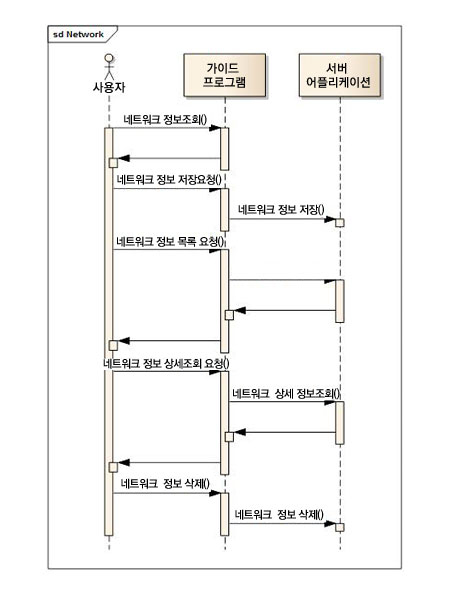 sd Network
사용자
가이드
프로그램
서버
어플리케이션
네트워크 정보조회()
네트워크 정보 저장요청()
네트워크 정보 저장()
네트워크 정보 목록 요청()
네트워크 정보 상세조회 요청()
네트워크  상세 정보조회()
네트워크  정보 삭제()
네트워크  정보 삭제()